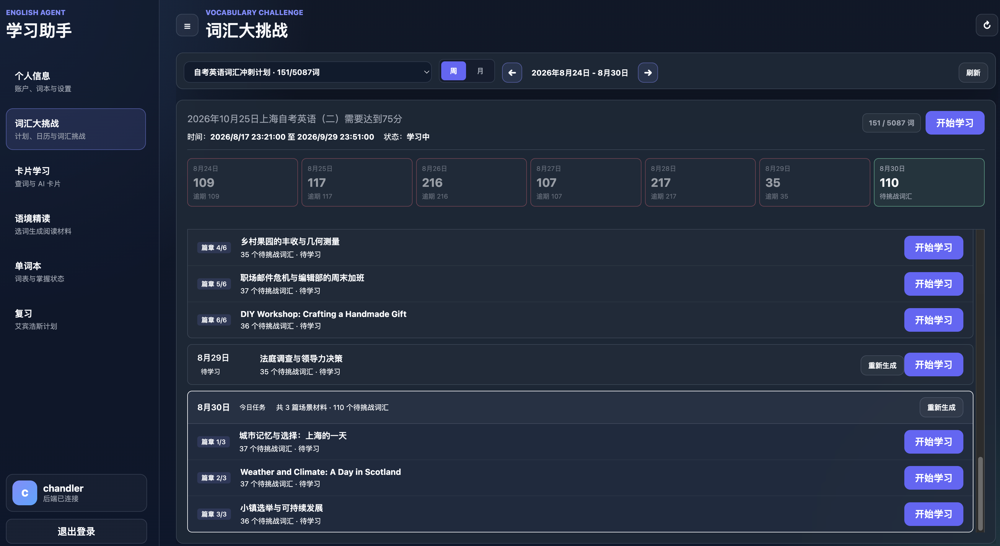 ENGLISH AGENT
学习助手
个人信息
账户、词本与设置
词汇大挑战
计划、日历与词汇挑战
卡片学习
查词与 AI 卡片
语境精读
选词生成阅读材料
单词本
词表与掌握状态
复习
艾宾浩斯计划
C
chandler
后端已连接
退出登录
VOCABULARY CHALLENGE
词汇大挑战
自考英语词汇冲刺计划 · 151/5087词
周
月
2026年8月24日 - 8月30日
刷新
2026年10月25日上海自考英语（二）需要达到75分
时间： 2026/8/17 23:21:00 至 2026/9/29 23:51:00 状态： 学习中
151 / 5087 词
开始学习
8月24日
109
逾期 109
8月25日
117
逾期 117
8月26日
216
逾期 216
8月27日
107
逾期 107
8月28日
217
逾期 217
8月29日
35
逾期 35
8月30日
110
待挑战词汇
篇章 4/6
乡村果园的丰收与几何测量
35 个待挑战词汇 · 待学习
开始学习
篇章 5/6
职场邮件危机与编辑部的周末加班
37 个待挑战词汇 · 待学习
开始学习
篇章 6/6
DIY Workshop: Crafting a Handmade Gift
36 个待挑战词汇 · 待学习
开始学习
8月29日
待学习
法庭调查与领导力决策
35 个待挑战词汇 · 待学习
重新生成
开始学习
8月30日 今日任务 共 3 篇场景材料 · 110 个待挑战词汇
重新生成
篇章 1/3
城市记忆与选择：上海的一天
37 个待挑战词汇 · 待学习
开始学习
篇章 2/3
Weather and Climate: A Day in Scotland
37 个待挑战词汇 · 待学习
开始学习
篇章 3/3
小镇选举与可持续发展
36 个待挑战词汇 · 待学习
开始学习